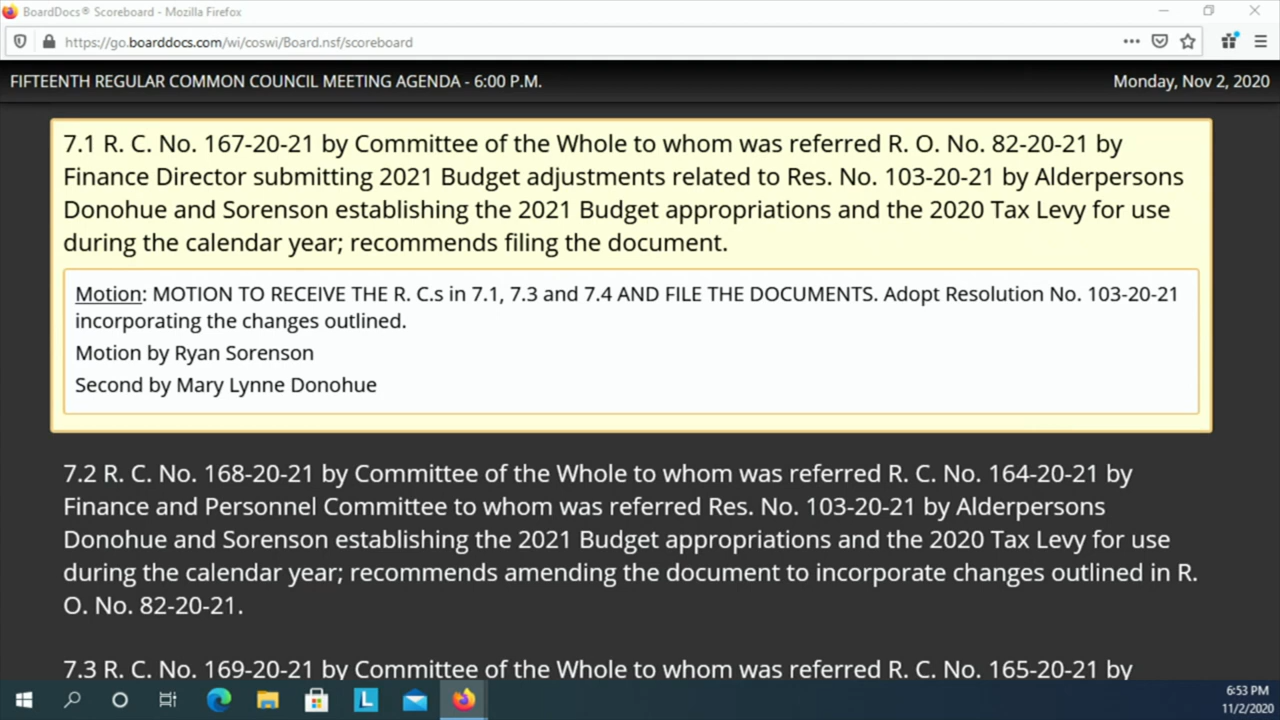 BoardDocs® Scoreboard - Mozilla Firefox
https://go.boarddocs.com/wi/coswi/Board.nsf/scoreboard
FIFTEENTH REGULAR COMMON COUNCIL MEETING AGENDA - 6:00 P.M.
Monday, Nov 2, 2020
7.1 R. C. No. 167-20-21 by Committee of the Whole to whom was referred R. O. No. 82-20-21 by
Finance Director submitting 2021 Budget adjustments related to Res. No. 103-20-21 by Alderpersons
Donohue and Sorenson establishing the 2021 Budget appropriations and the 2020 Tax Levy for use
during the calendar year; recommends filing the document.
Motion: MOTION TO RECEIVE THE R. C.s in 7.1, 7.3 and 7.4 AND FILE THE DOCUMENTS. Adopt Resolution No. 103-20-21
incorporating the changes outlined.
Motion by Ryan Sorenson
Second by Mary Lynne Donohue
7.2 R. C. No. 168-20-21 by Committee of the Whole to whom was referred R. C. No. 164-20-21 by
Finance and Personnel Committee to whom was referred Res. No. 103-20-21 by Alderpersons
Donohue and Sorenson establishing the 2021 Budget appropriations and the 2020 Tax Levy for use
during the calendar year; recommends amending the document to incorporate changes outlined in R.
O. No. 82-20-21.
7.3 R. C. No. 169-20-21 by Committee of the Whole to whom was referred R. C. No. 165-20-21 by
L
6:53 PM
11/2/2020